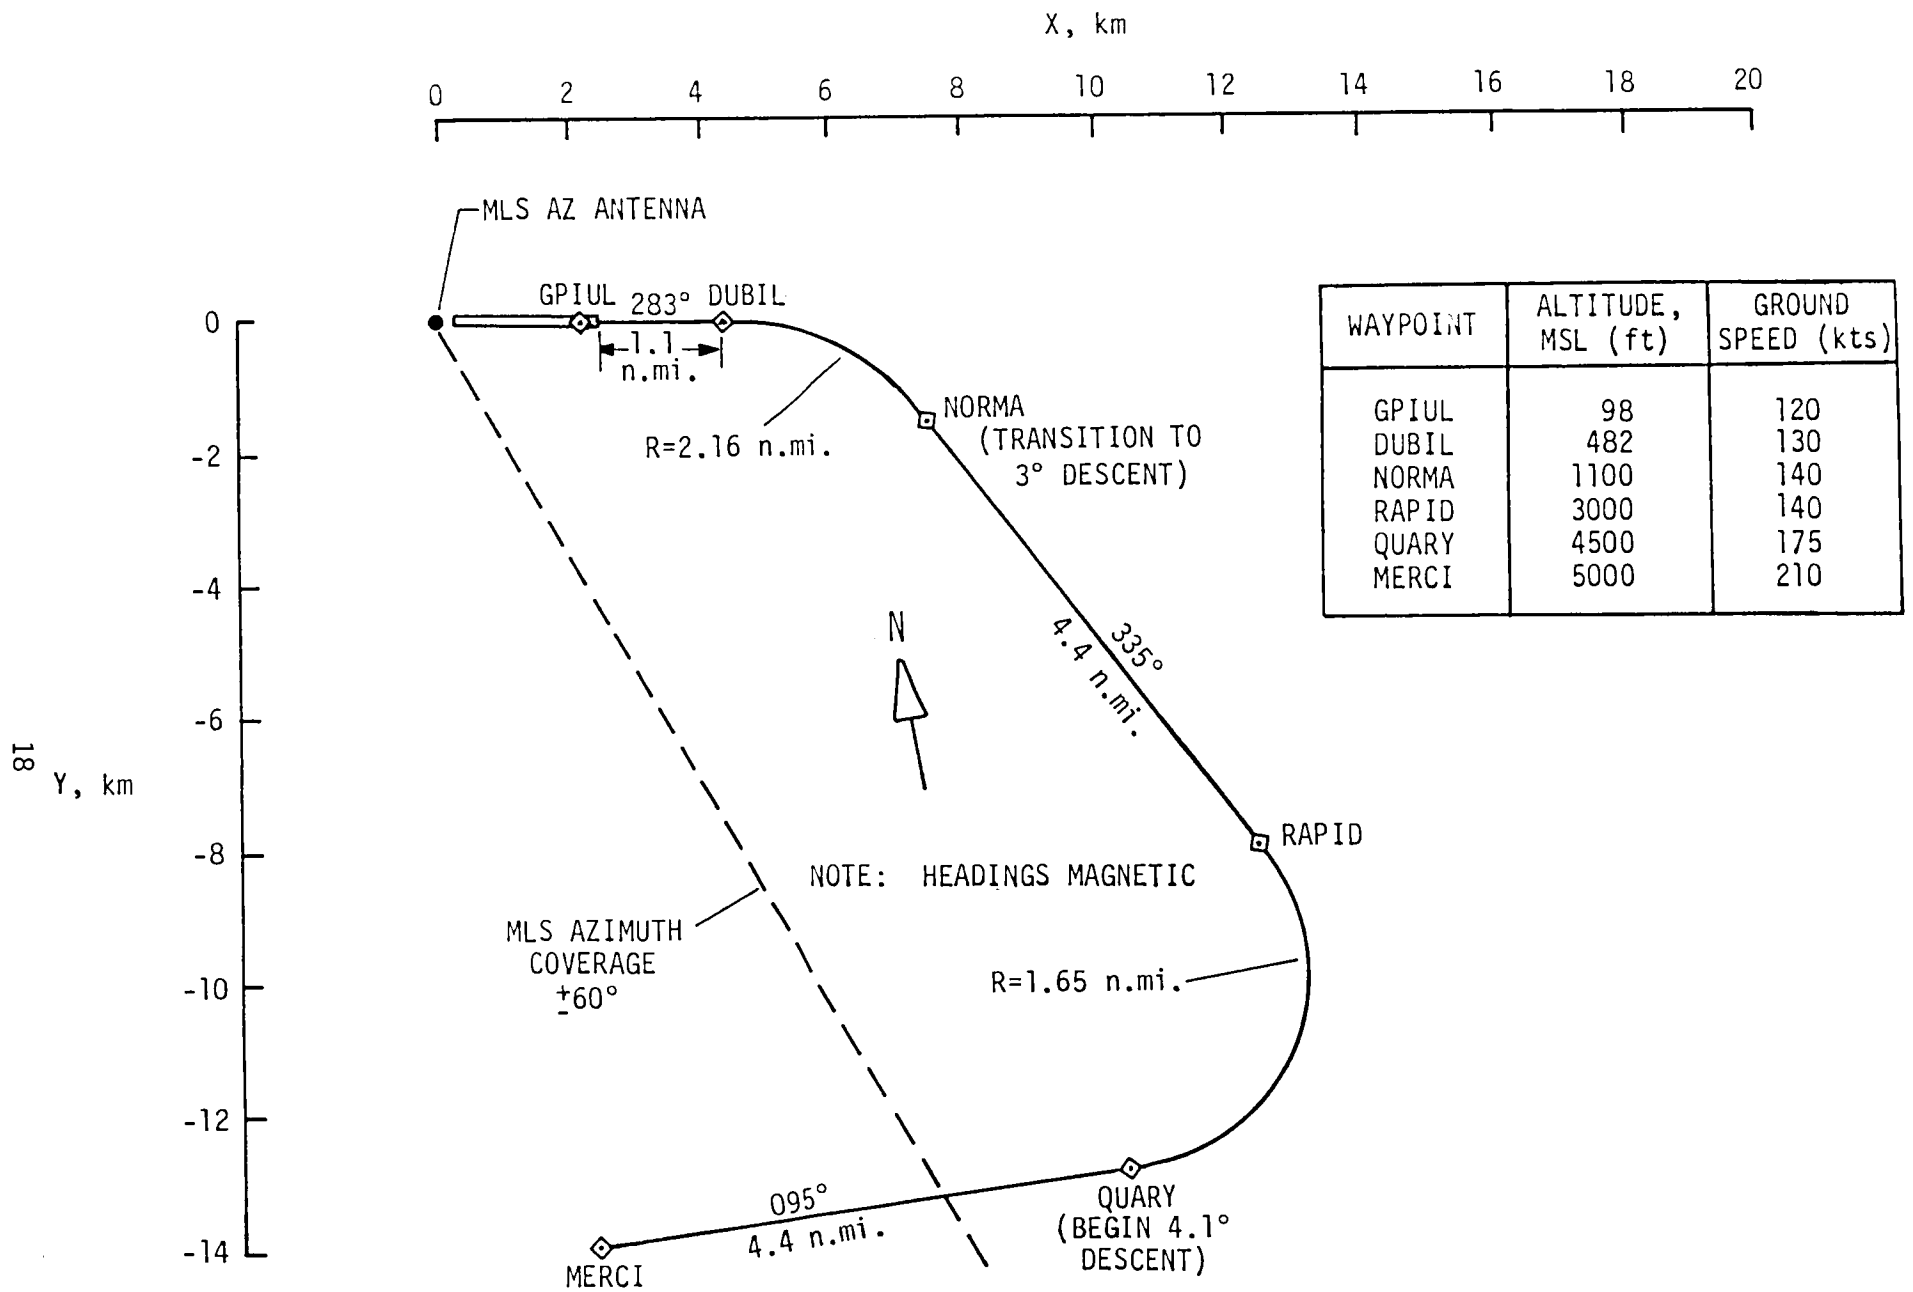 X, km
0 2 4 6 8 10 12 14 16 18 20
MLS AZ ANTENNA
GPIUL 283° DUBIL
1.1
n.mi.
R=2.16 n.mi.
NORMA
(TRANSITION TO
3° DESCENT)
WAYPOINT
ALTITUDE,
MSL (ft)
GROUND
SPEED (kts)
GPIUL 98 120
DUBIL 482 130
NORMA 1100 140
RAPID 3000 140
QUARY 4500 175
MERCI 5000 210
0
-2
-4
-6
-8
-10
-12
-14
Y, km
18
N
335°
4.4 n.mi.
RAPID
NOTE: HEADINGS MAGNETIC
MLS AZIMUTH
COVERAGE
±60°
R=1.65 n.mi.
095°
4.4 n.mi.
QUARY
(BEGIN 4.1°
DESCENT)
MERCI